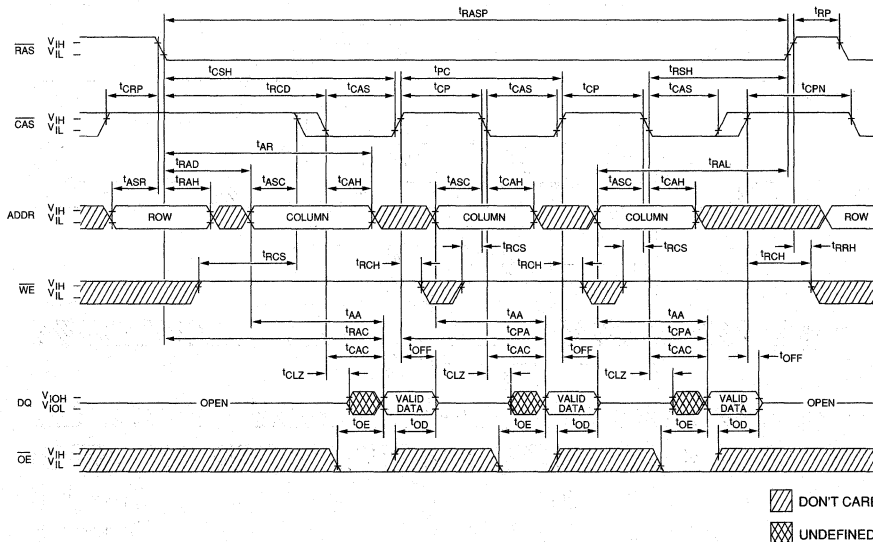 tRASP tRP
RAS VIH
VIL
tCSH tPC tRSH
tCRP tRCD tCAS tCP tCAS tCP tCAS tCPN
CAS VIH
VIL
tAR
tRAD tRAL
tASR tRAH tASC tCAH tASC tCAH tASC tCAH
ADDR VIH
VIL
ROW COLUMN COLUMN COLUMN ROW
tRCS tRCH tRCS tRCH tRCS tRCH tRRH
WE VIH
VIL
tAA tAA tAA
tRAC tCPA tCPA
tCAC tOFF tCAC tOFF tCAC tOFF
tCLZ tCLZ tCLZ
DQ VIOH
VIOL
OPEN VALID DATA VALID DATA VALID DATA OPEN
tOE tOD tOE tOD tOE tOD
OE VIH
VIL
DON'T CARE
UNDEFINED